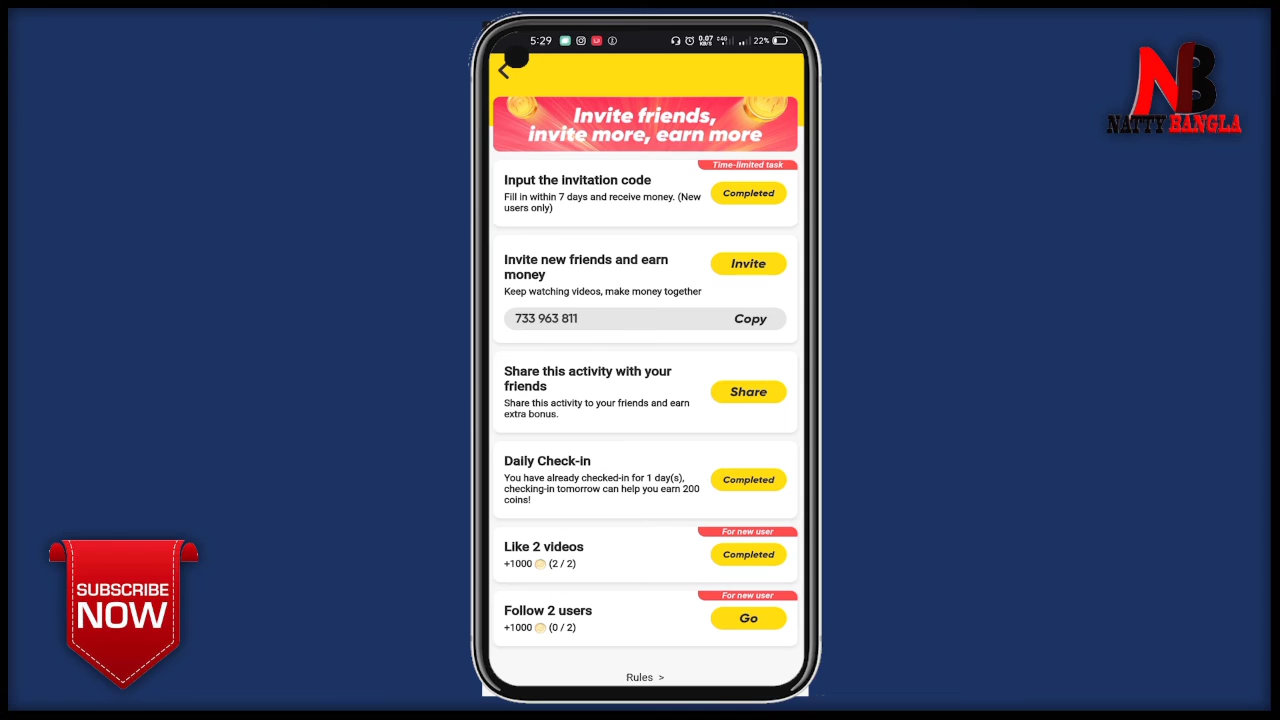 5:29
0.07
KB/S
4G
22%
NB
NATTY BANGLA
Invite friends,
invite more, earn more
Time-limited task
Input the invitation code
Completed
Fill in within 7 days and receive money. (New
users only)
Invite new friends and earn
money
Invite
Keep watching videos, make money together
733 963 811
Copy
Share this activity with your
friends
Share
Share this activity to your friends and earn
extra bonus.
Daily Check-in
You have already checked-in for 1 day(s),
checking-in tomorrow can help you earn 200
coins!
Completed
For new user
Like 2 videos
Completed
+1000 (2 / 2)
For new user
Follow 2 users
Go
+1000 (0 / 2)
Rules >
SUBSCRIBE
NOW